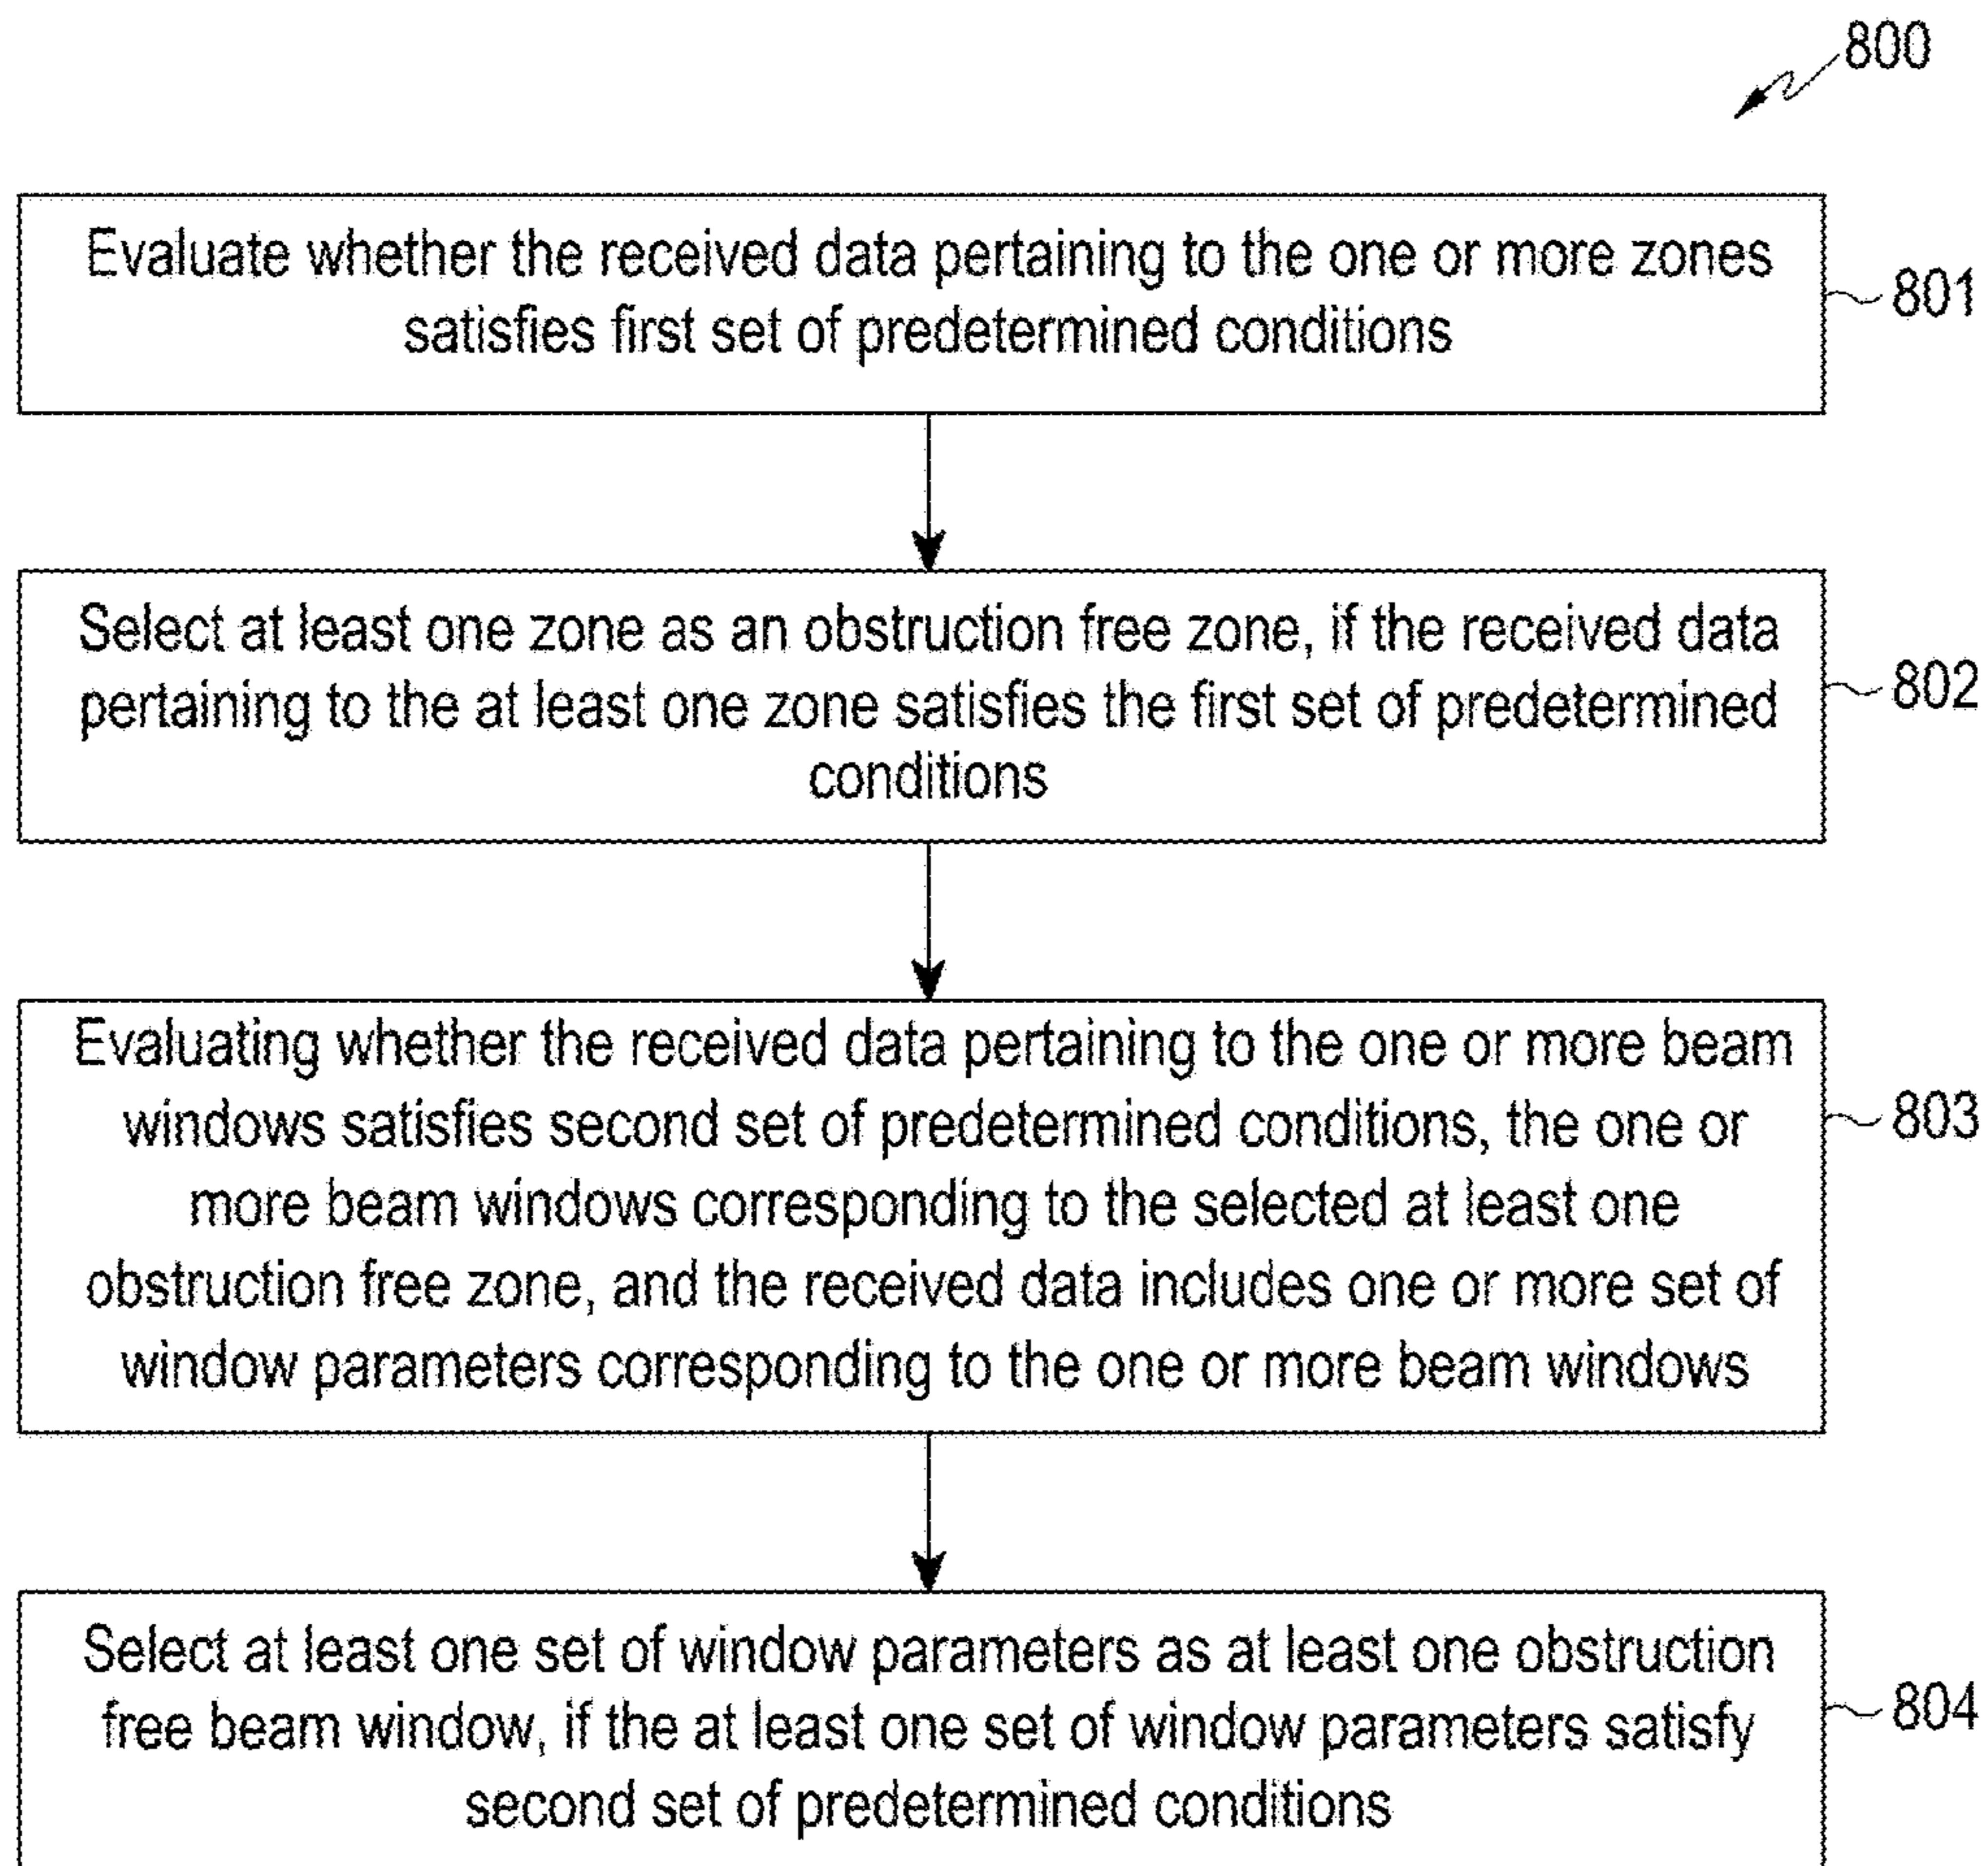 800
Evaluate whether the received data pertaining to the one or more zones
satisfies first set of predetermined conditions
801
Select at least one zone as an obstruction free zone, if the received data
pertaining to the at least one zone satisfies the first set of predetermined
conditions
802
Evaluating whether the received data pertaining to the one or more beam
windows satisfies second set of predetermined conditions, the one or
more beam windows corresponding to the selected at least one
obstruction free zone, and the received data includes one or more set of
window parameters corresponding to the one or more beam windows
803
Select at least one set of window parameters as at least one obstruction
free beam window, if the at least one set of window parameters satisfy
second set of predetermined conditions
804